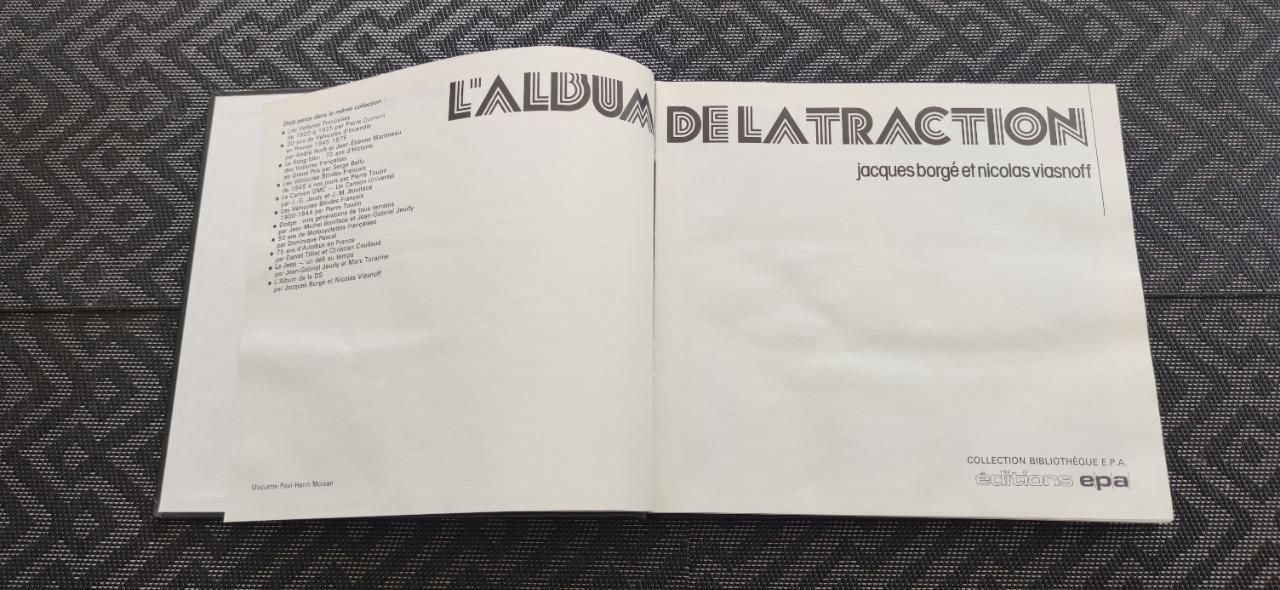 Déjà parus dans la même collection :
● Les Voitures Françaises
de 1920 à 1925 par Pierre Dumont
● 30 ans de Véhicules d'Incendie
en France 1945-1975
par André Horb et Jean-Etienne Martineau
● Le Sang bleu : 70 ans d'Histoire
des Voitures françaises
de Grand Prix par Serge Bellu
● Les Véhicules Blindés Français
de 1945 à nos jours par Pierre Touzin
● Le Camion GMC — Un Camion Universel
par J.-G. Jeudy et J.-M. Boniface
● Les Véhicules Blindés Français
1900-1944 par Pierre Touzin
● Dodge : cinq générations de tous terrains
par Jean-Michel Boniface et Jean-Gabriel Jeudy
● 50 ans de Motocyclettes françaises
par Dominique Pascal
● 75 ans d'Autobus en France
par Daniel Tilliet et Christian Coullaud
● La Jeep — un défi au temps
par Jean-Gabriel Jeudy et Marc Tararine
● L'Album de la DS
par Jacques Borgé et Nicolas Viasnoff
Maquette Paul-Henri Moisan
L'ALBUM DE LA TRACTION
jacques borgé et nicolas viasnoff
COLLECTION BIBLIOTHÈQUE E.P.A.
éditions epa